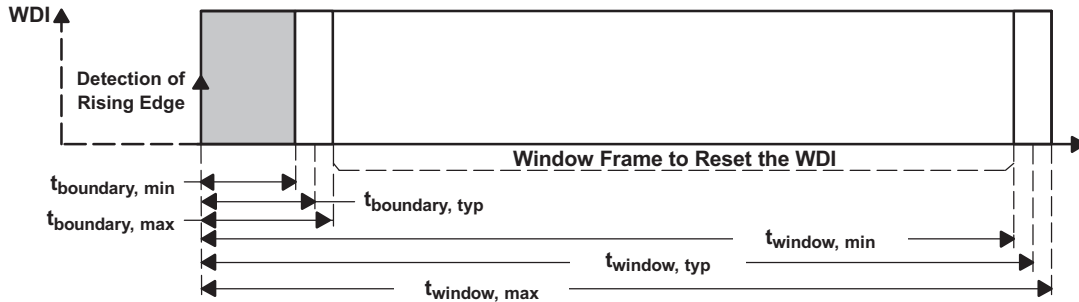 WDI
Detection of
Rising Edge
Window Frame to Reset the WDI
tboundary, min
tboundary, typ
tboundary, max
twindow, min
twindow, typ
twindow, max